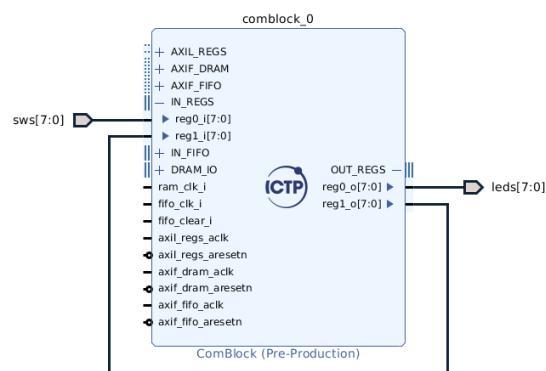 comblock_0
AXIL_REGS
AXIF_DRAM
AXIF_FIFO
IN_REGS
sws[7:0]
reg0_i[7:0]
reg1_i[7:0]
IN_FIFO
DRAM_IO
ram_clk_i
fifo_clk_i
fifo_clear_i
axil_regs_aclk
axil_regs_aresetn
axif_dram_aclk
axif_dram_aresetn
axif_fifo_aclk
axif_fifo_aresetn
ICTP
OUT_REGS
reg0_o[7:0]
leds[7:0]
reg1_o[7:0]
ComBlock (Pre-Production)